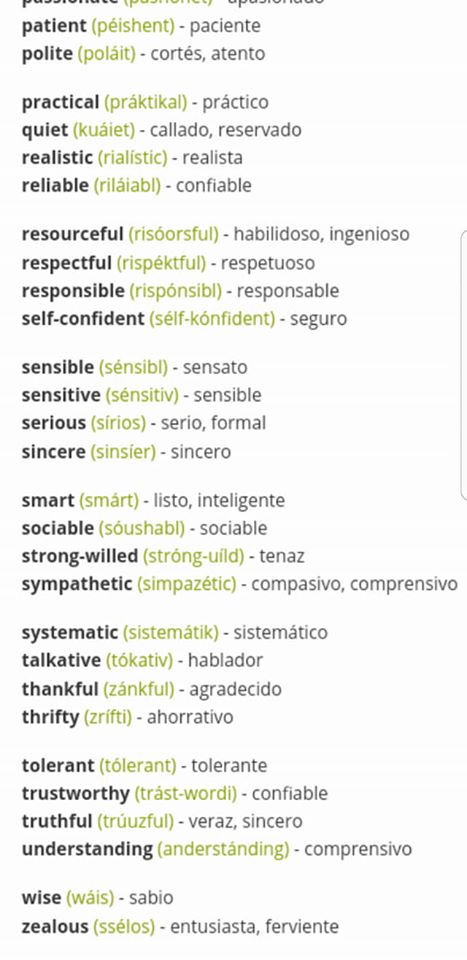 passionate (páshonet) - apasionado
patient (péishent) - paciente
polite (poláit) - cortés, atento
practical (práktikal) - práctico
quiet (kuáiet) - callado, reservado
realistic (rialístic) - realista
reliable (riláiabl) - confiable
resourceful (risóorsful) - habilidoso, ingenioso
respectful (rispéktful) - respetuoso
responsible (rispónsibl) - responsable
self-confident (sélf-kónfident) - seguro
sensible (sénsibl) - sensato
sensitive (sénsitiv) - sensible
serious (sírios) - serio, formal
sincere (sinsíer) - sincero
smart (smárt) - listo, inteligente
sociable (sóushabl) - sociable
strong-willed (stróng-uíld) - tenaz
sympathetic (simpazétic) - compasivo, comprensivo
systematic (sistemátik) - sistemático
talkative (tókativ) - hablador
thankful (zánkful) - agradecido
thrifty (zrífti) - ahorrativo
tolerant (tólerant) - tolerante
trustworthy (trást-wordi) - confiable
truthful (trúuzful) - veraz, sincero
understanding (anderstánding) - comprensivo
wise (wáis) - sabio
zealous (ssélos) - entusiasta, ferviente